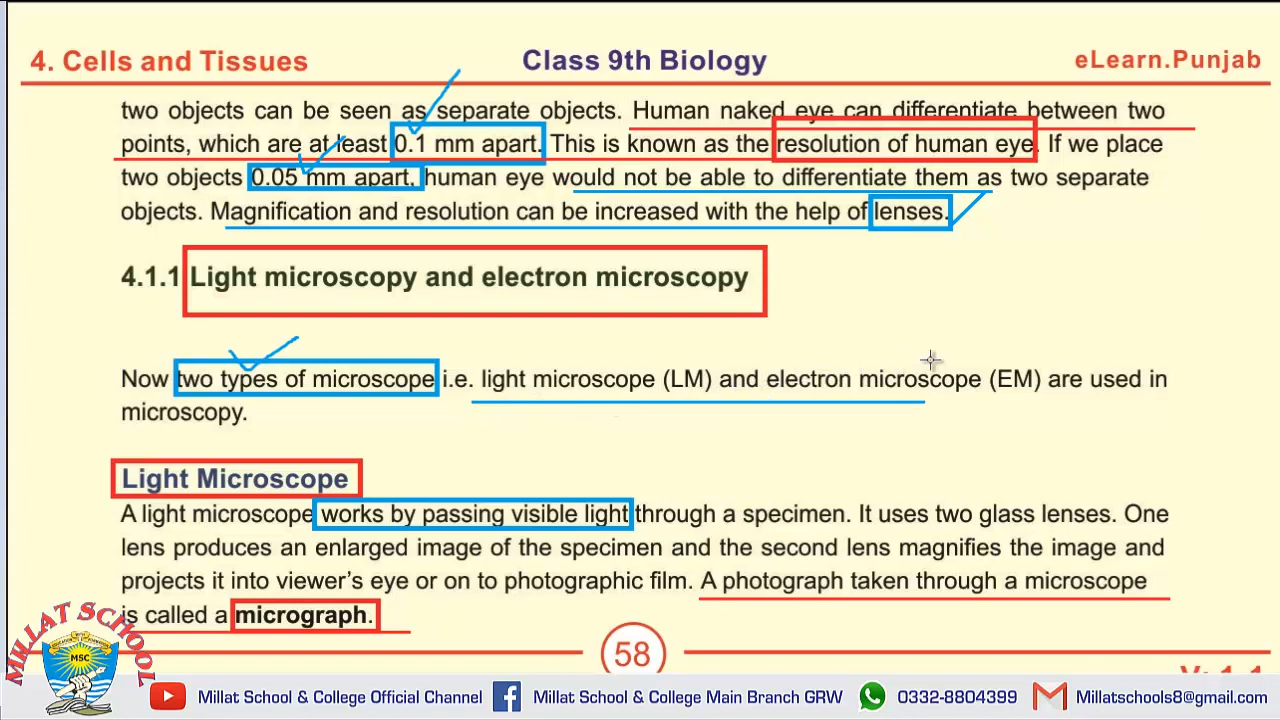 4. Cells and Tissues Class 9th Biology eLearn.Punjab
two objects can be seen as separate objects. Human naked eye can differentiate between two
points, which are at least 0.1 mm apart. This is known as the resolution of human eye. If we place
two objects 0.05 mm apart, human eye would not be able to differentiate them as two separate
objects. Magnification and resolution can be increased with the help of lenses.
4.1.1 Light microscopy and electron microscopy
Now two types of microscope i.e. light microscope (LM) and electron microscope (EM) are used in
microscopy.
Light Microscope
A light microscope works by passing visible light through a specimen. It uses two glass lenses. One
lens produces an enlarged image of the specimen and the second lens magnifies the image and
projects it into viewer's eye or on to photographic film. A photograph taken through a microscope
is called a micrograph.
58
V: 1.1
MILLAT SCHOOL
MSC
Millat School & College Official Channel Millat School & College Main Branch GRW 0332-8804399 Millatschools8@gmail.com